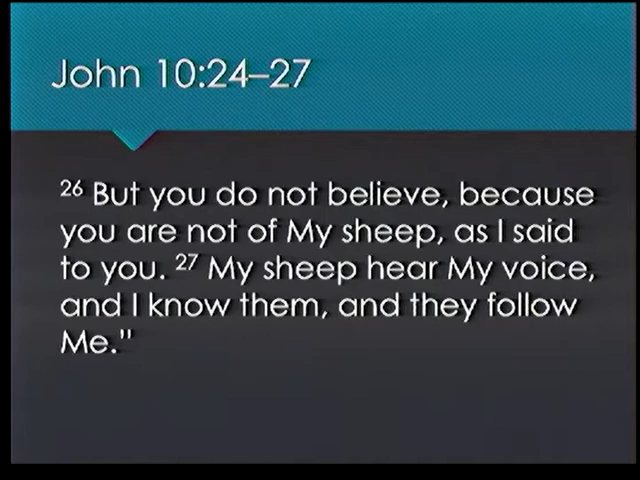 John 10:24–27
26 But you do not believe, because
you are not of My sheep, as I said
to you. 27 My sheep hear My voice,
and I know them, and they follow
Me."